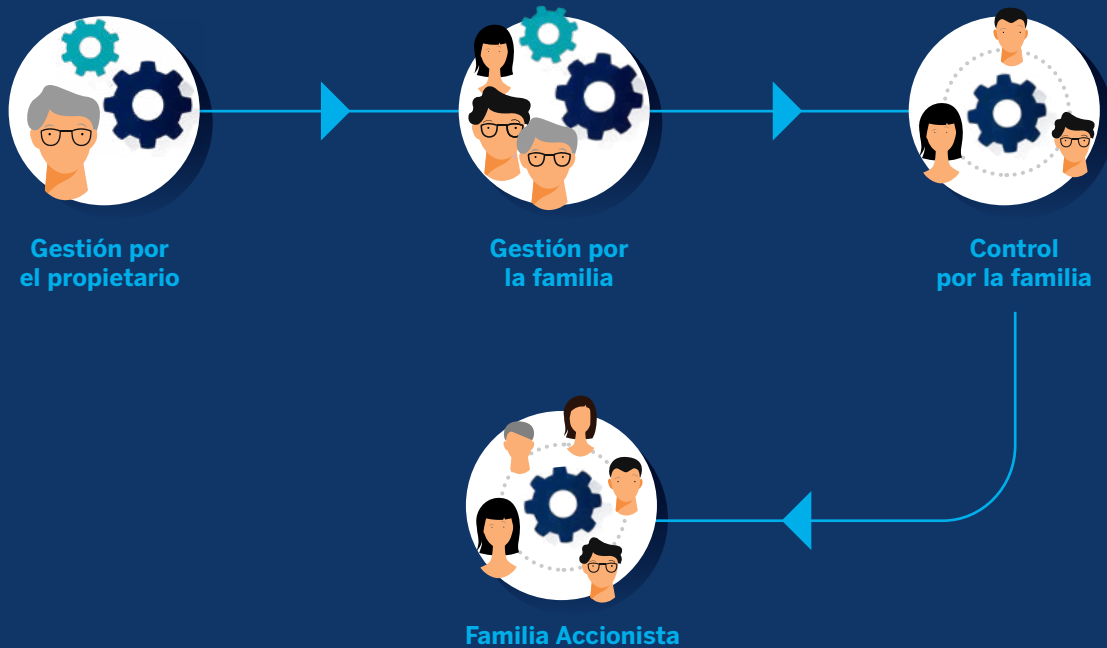 Gestión por
el propietario
Gestión por
la familia
Control
por la familia
Familia Accionista